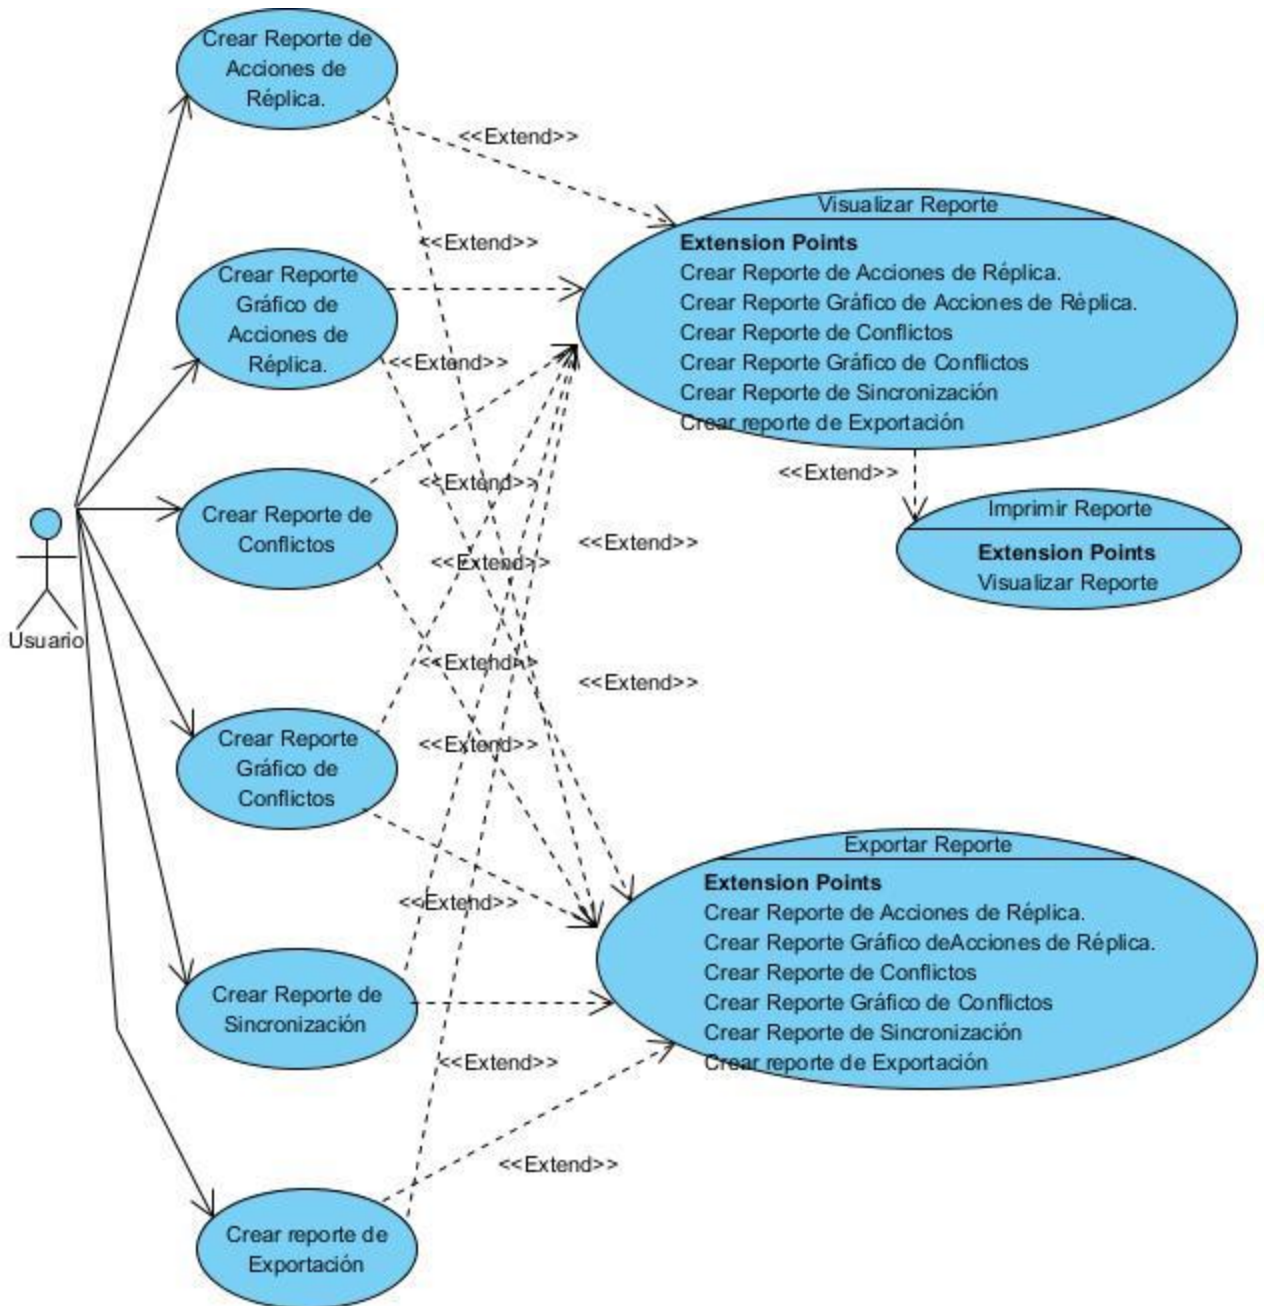 Crear Reporte de
Acciones de
Réplica.
<<Extend>>
Visualizar Reporte
Extension Points
Crear Reporte de Acciones de Réplica.
Crear Reporte Gráfico de Acciones de Réplica.
Crear Reporte de Conflictos
Crear Reporte Gráfico de Conflictos
Crear Reporte de Sincronización
Crear reporte de Exportación
<<Extend>>
Crear Reporte
Gráfico de
Acciones de
Réplica.
<<Extend>>
<<Extend>>
Imprimir Reporte
Extension Points
Visualizar Reporte
<<Extend>>
Crear Reporte de
Conflictos
<<Extend>>
<<Extend>>
Usuario
<<Extend>>
<<Extend>>
Crear Reporte
Gráfico de
Conflictos
<<Extend>>
Exportar Reporte
Extension Points
Crear Reporte de Acciones de Réplica.
Crear Reporte Gráfico deAcciones de Réplica.
Crear Reporte de Conflictos
Crear Reporte Gráfico de Conflictos
Crear Reporte de Sincronización
Crear reporte de Exportación
<<Extend>>
Crear Reporte de
Sincronización
<<Extend>>
<<Extend>>
Crear reporte de
Exportación